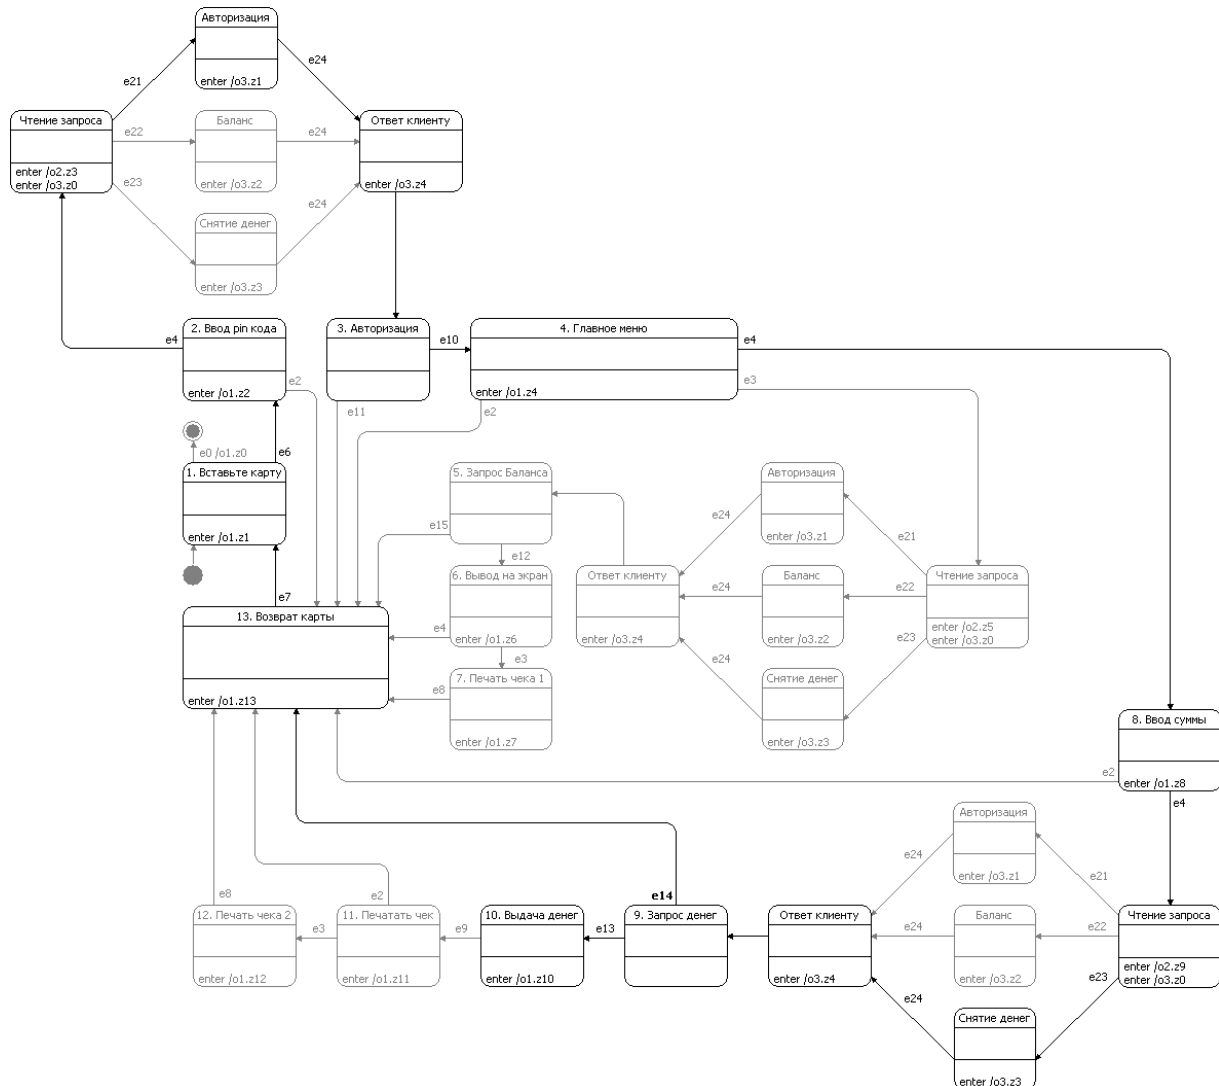 Авторизация
enter /o3.z1
e21
e24
Чтение запроса
enter /o2.z3
enter /o3.z0
e22
Баланс
enter /o3.z2
e24
Ответ клиенту
enter /o3.z4
e23
Снятие денег
enter /o3.z3
e24
2. Ввод pin кода
enter /o1.z2
e4
e2
3. Авторизация
e10
e11
4. Главное меню
enter /o1.z4
e4
e3
e2
e0 /o1.z0
e6
1. Вставьте карту
enter /o1.z1
e7
5. Запрос Баланса
e15
e12
Авторизация
enter /o3.z1
e24
e21
6. Вывод на экран
enter /o1.z6
e4
e3
Ответ клиенту
enter /o3.z4
e24
Баланс
enter /o3.z2
e22
Чтение запроса
enter /o2.z5
enter /o3.z0
13. Возврат карты
enter /o1.z13
e8
7. Печать чека 1
enter /o1.z7
e24
Снятие денег
enter /o3.z3
e23
8. Ввод суммы
enter /o1.z8
e2
e4
Авторизация
enter /o3.z1
e24
e21
e8
e2
e14
12. Печать чека 2
enter /o1.z12
e3
11. Печатать чек
enter /o1.z11
e9
10. Выдача денег
enter /o1.z10
e13
9. Запрос денег
Ответ клиенту
enter /o3.z4
e24
Баланс
enter /o3.z2
e22
Чтение запроса
enter /o2.z9
enter /o3.z0
e24
e23
Снятие денег
enter /o3.z3